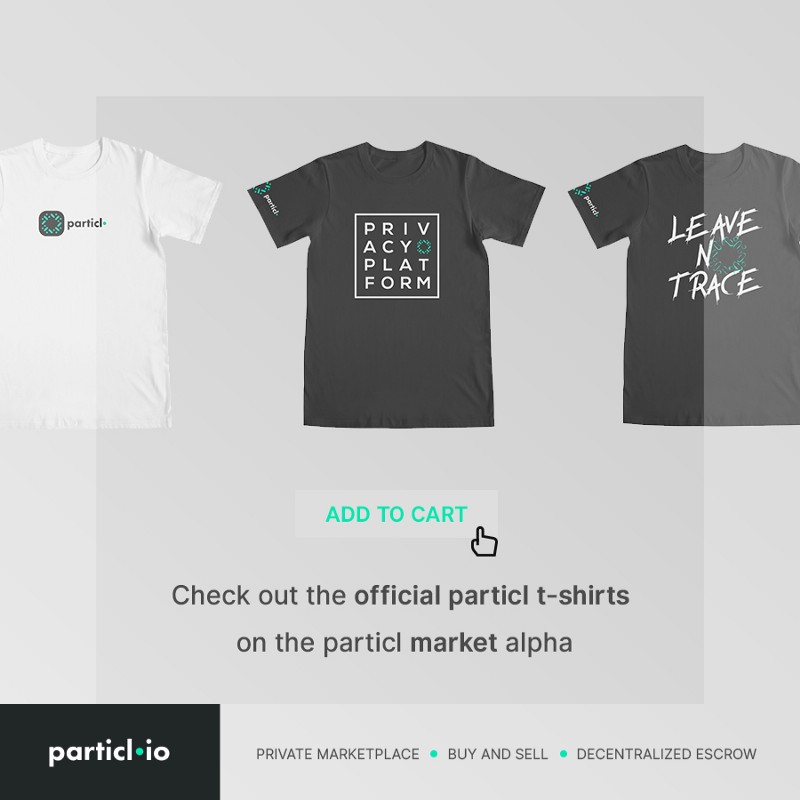 particl
particl
PRIV
ACY
PLAT
FORM
particl
LEAVE
NO
TRACE
ADD TO CART
Check out the official particl t-shirts
on the particl market alpha
particl•io
PRIVATE MARKETPLACE • BUY AND SELL • DECENTRALIZED ESCROW